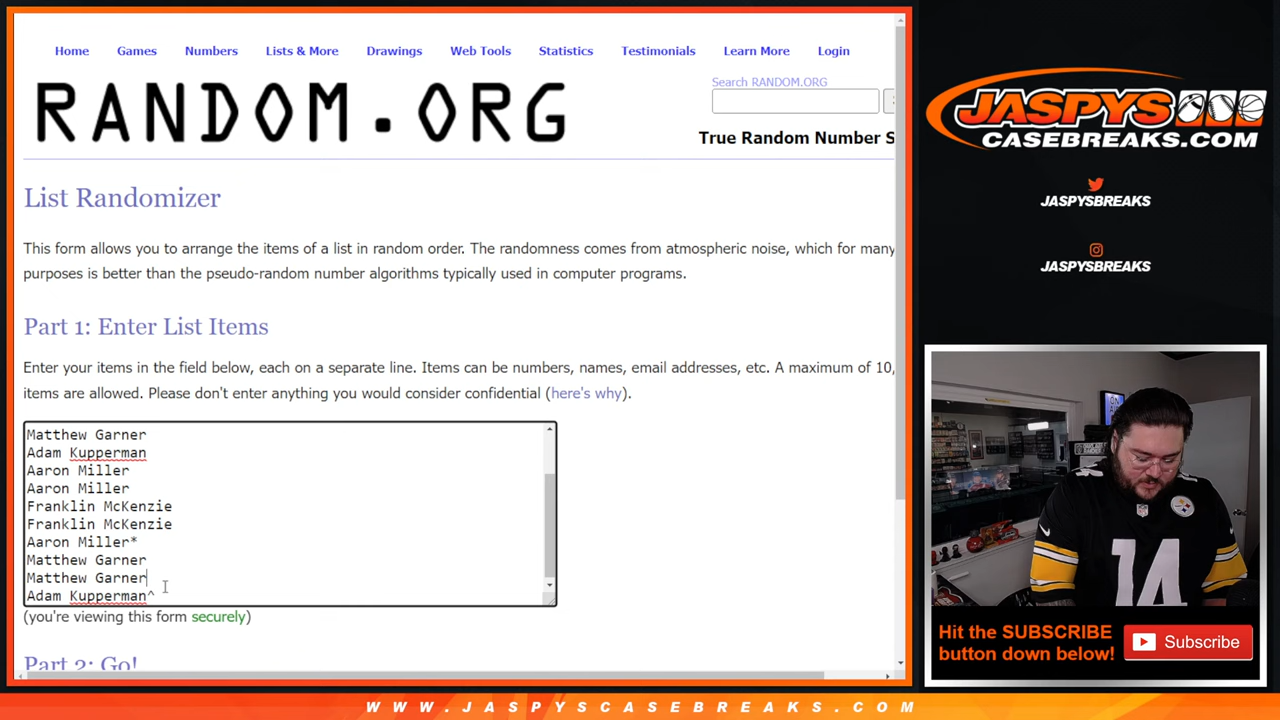 Home Games Numbers Lists & More Drawings Web Tools Statistics Testimonials Learn More Login
Search RANDOM.ORG
RANDOM.ORG
True Random Number S
List Randomizer
This form allows you to arrange the items of a list in random order. The randomness comes from atmospheric noise, which for many
purposes is better than the pseudo-random number algorithms typically used in computer programs.
Part 1: Enter List Items
Enter your items in the field below, each on a separate line. Items can be numbers, names, email addresses, etc. A maximum of 10,
items are allowed. Please don't enter anything you would consider confidential (here's why).
Matthew Garner
Adam Kupperman
Aaron Miller
Aaron Miller
Franklin McKenzie
Franklin McKenzie
Aaron Miller*
Matthew Garner
Matthew Garner
Adam Kupperman^
(you're viewing this form securely)
Part 2: Go!
JASPYS
CASEBREAKS.COM
JASPYSBREAKS
JASPYSBREAKS
ON
14
Hit the SUBSCRIBE
button down below!
Subscribe
WWW.JASPYSCASEBREAKS.COM